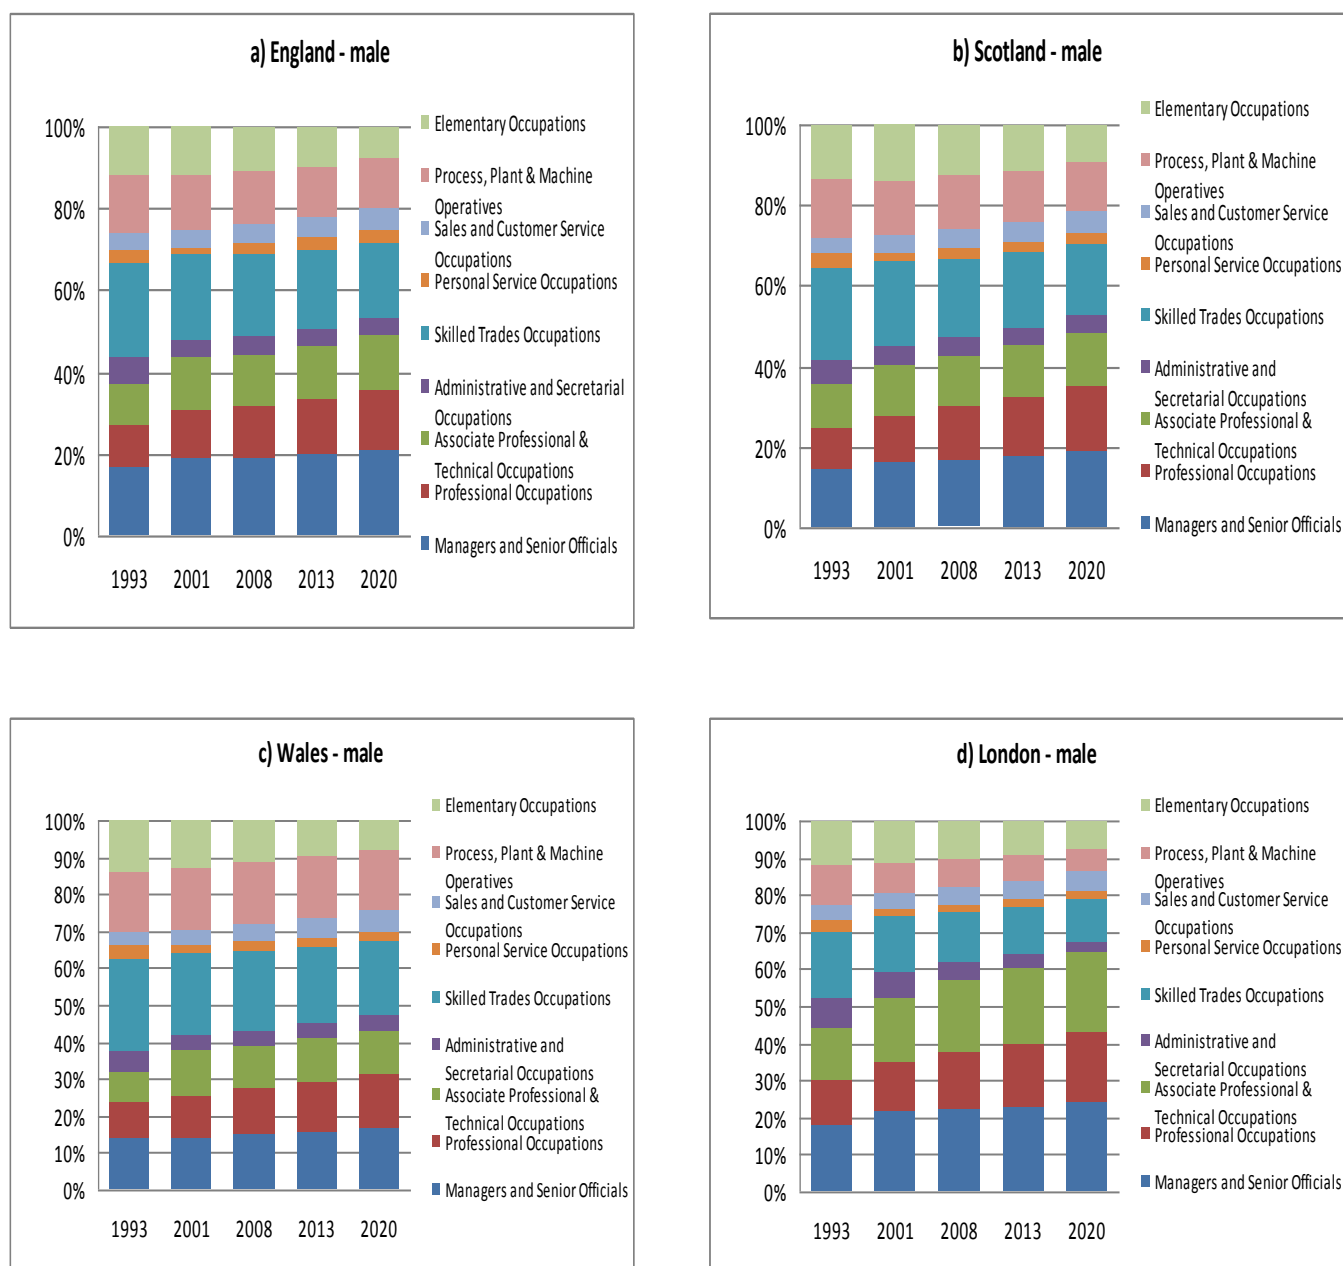 a) England - male
100%
80%
60%
40%
20%
0%
1993 2001 2008 2013 2020
Elementary Occupations
Process, Plant & Machine
Operatives
Sales and Customer Service
Occupations
Personal Service Occupations
Skilled Trades Occupations
Administrative and Secretarial
Occupations
Associate Professional &
Technical Occupations
Professional Occupations
Managers and Senior Officials
b) Scotland - male
100%
80%
60%
40%
20%
0%
1993 2001 2008 2013 2020
Elementary Occupations
Process, Plant & Machine
Operatives
Sales and Customer Service
Occupations
Personal Service Occupations
Skilled Trades Occupations
Administrative and
Secretarial Occupations
Associate Professional &
Technical Occupations
Professional Occupations
Managers and Senior Officials
c) Wales - male
100%
90%
80%
70%
60%
50%
40%
30%
20%
10%
0%
1993 2001 2008 2013 2020
Elementary Occupations
Process, Plant & Machine
Operatives
Sales and Customer Service
Occupations
Personal Service Occupations
Skilled Trades Occupations
Administrative and
Secretarial Occupations
Associate Professional &
Technical Occupations
Professional Occupations
Managers and Senior Officials
d) London - male
100%
90%
80%
70%
60%
50%
40%
30%
20%
10%
0%
1993 2001 2008 2013 2020
Elementary Occupations
Process, Plant & Machine
Operatives
Sales and Customer Service
Occupations
Personal Service Occupations
Skilled Trades Occupations
Administrative and
Secretarial Occupations
Associate Professional &
Technical Occupations
Professional Occupations
Managers and Senior Officials